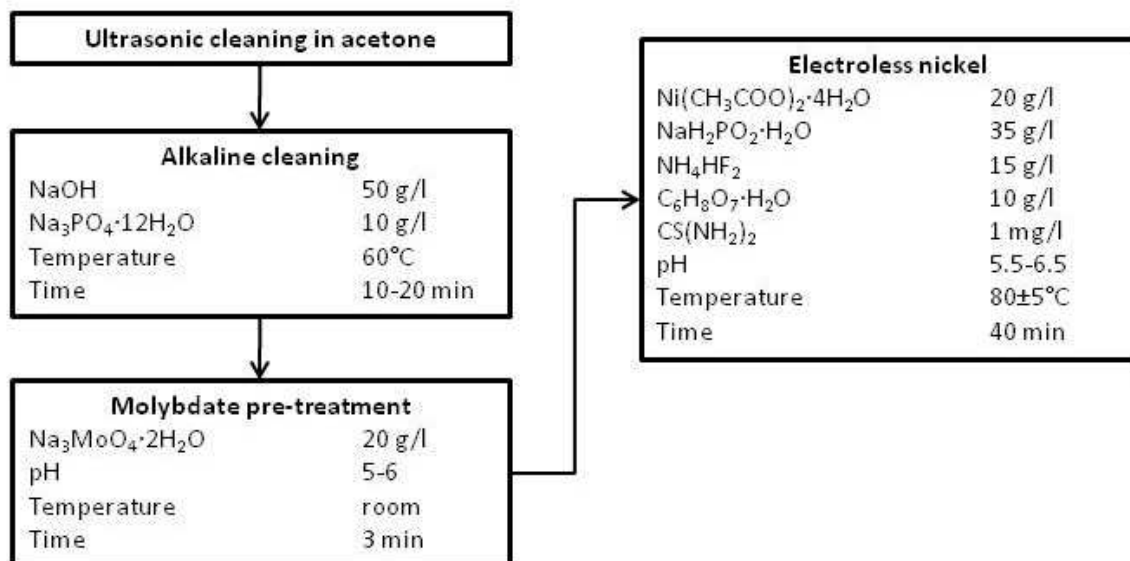 Ultrasonic cleaning in acetone
Alkaline cleaning
NaOH 50 g/l
Na₃PO₄·12H₂O 10 g/l
Temperature 60°C
Time 10-20 min
Molybdate pre-treatment
Na₃MoO₄·2H₂O 20 g/l
pH 5-6
Temperature room
Time 3 min
Electroless nickel
Ni(CH₃COO)₂·4H₂O 20 g/l
NaH₂PO₂·H₂O 35 g/l
NH₄HF₂ 15 g/l
C₆H₈O₇·H₂O 10 g/l
CS(NH₂)₂ 1 mg/l
pH 5.5-6.5
Temperature 80±5°C
Time 40 min